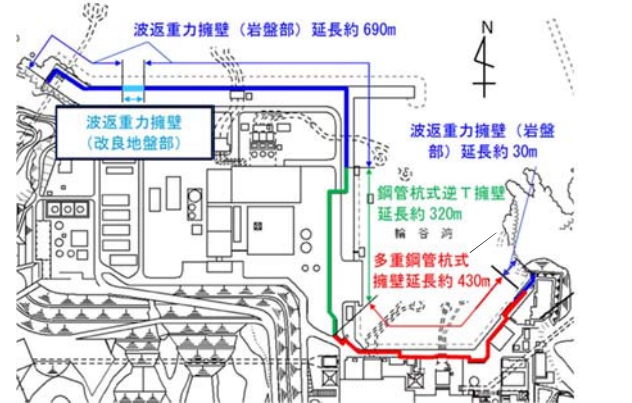 波返重力擁壁（岩盤部）延長約 690m
N
波返重力擁壁
（改良地盤部）
波返重力擁壁（岩盤
部）延長約 30m
鋼管杭式逆Ｔ擁壁
延長約 320m
輪谷湾
多重鋼管杭式
擁壁延長約 430m